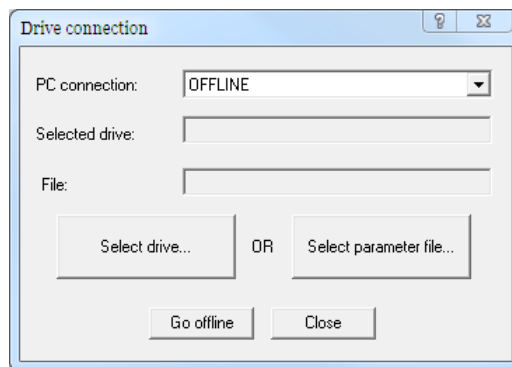 Drive connection
PC connection: OFFLINE
Selected drive:
File:
Select drive... OR Select parameter file...
Go offline Close